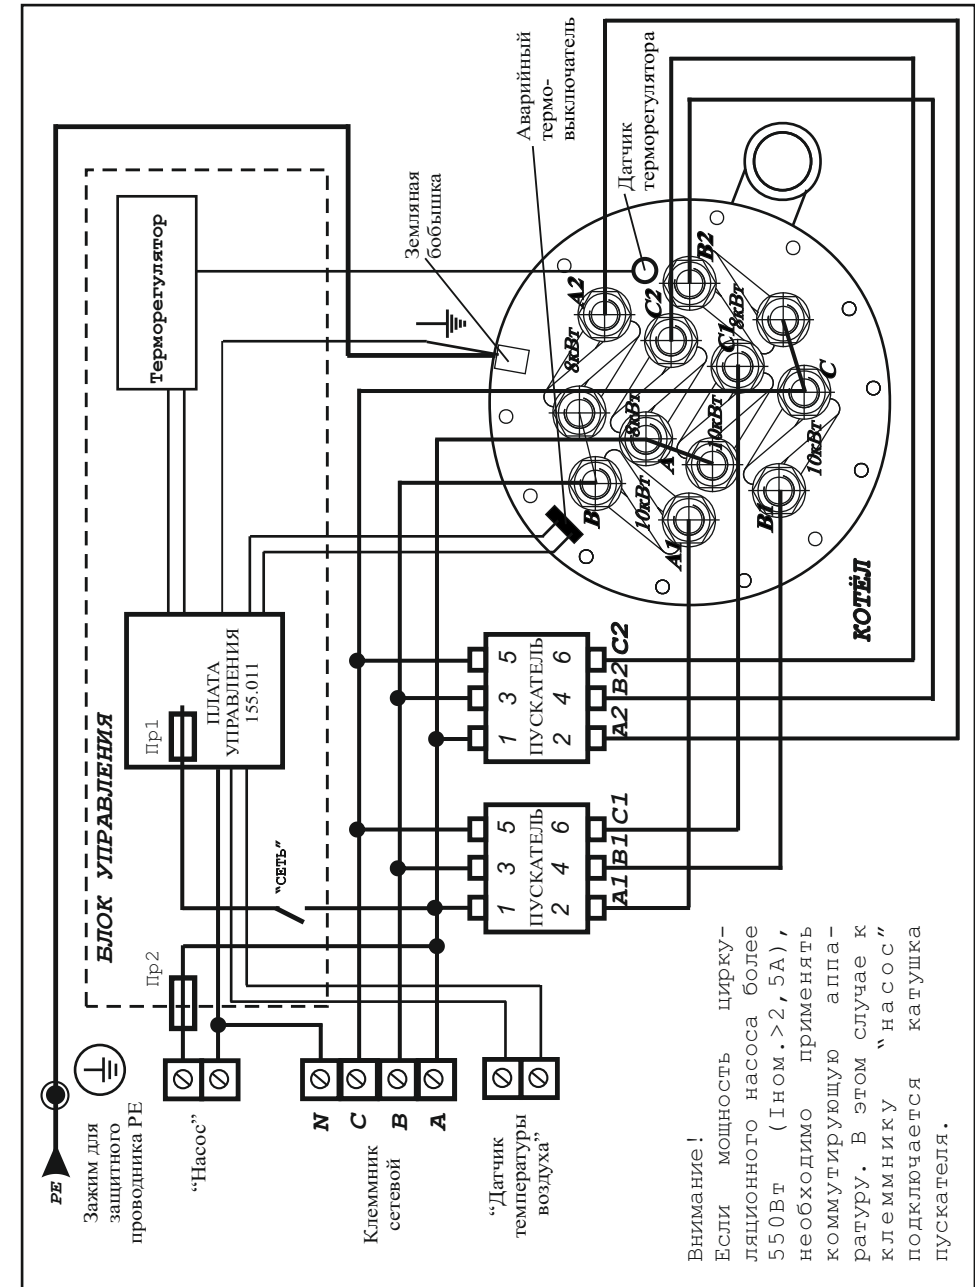 PE
Зажим для
защитного
проводника PE
БЛОК УПРАВЛЕНИЯ
"Насос"
Пр2
Пр1
ПЛАТА
УПРАВЛЕНИЯ
155.011
Терморегулятор
"СЕТЬ"
N
C
B
A
Клеммник
сетевой
"Датчик
температуры
воздуха"
1
3
5
ПУСКАТЕЛЬ
2
4
6
A1
B1
C1
1
3
5
ПУСКАТЕЛЬ
2
4
6
A2
B2
C2
Земляная
бобышка
Аварийный
термо-
выключатель
Датчик
терморегулятора
A2
8кВт
C2
B2
8кВт
C1
8кВт
B
A
10кВт
10кВт
C
A1
10кВт
B1
КОТЁЛ
Внимание!
Если мощность цирку-
ляционного насоса более
550Вт (Iном.>2,5А),
необходимо применять
коммутирующую аппа-
ратуру. В этом случае к
клеммнику "насос"
подключается катушка
пускателя.